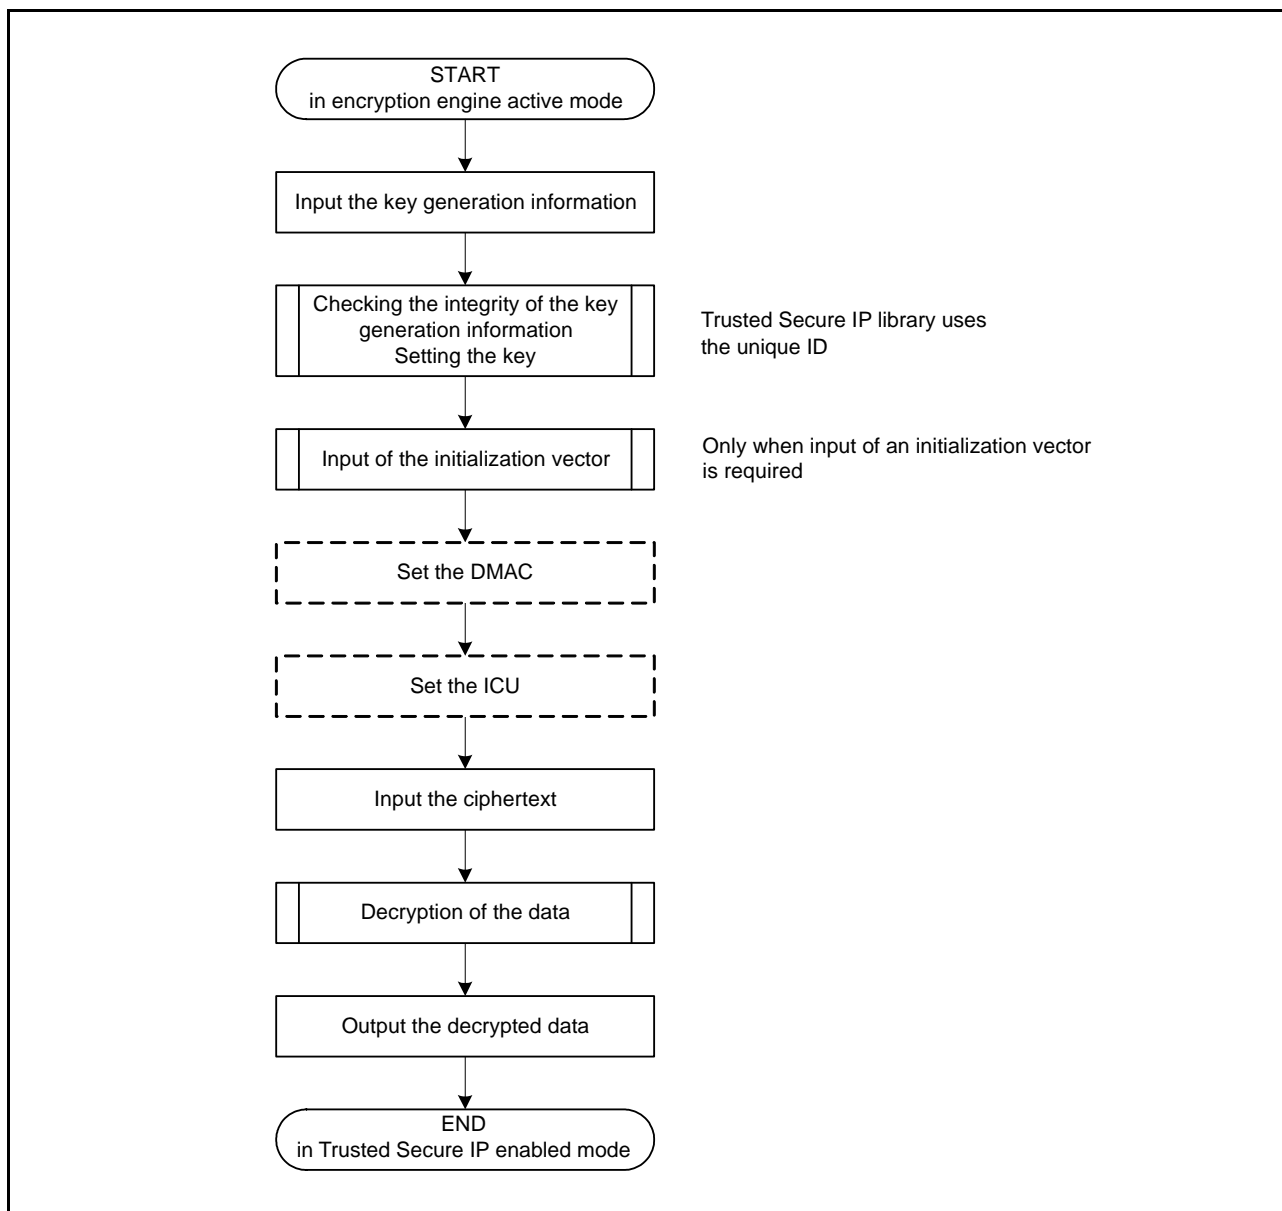 START
in encryption engine active mode
Input the key generation information
Checking the integrity of the key
generation information
Setting the key
Trusted Secure IP library uses
the unique ID
Input of the initialization vector
Only when input of an initialization vector
is required
Set the DMAC
Set the ICU
Input the ciphertext
Decryption of the data
Output the decrypted data
END
in Trusted Secure IP enabled mode